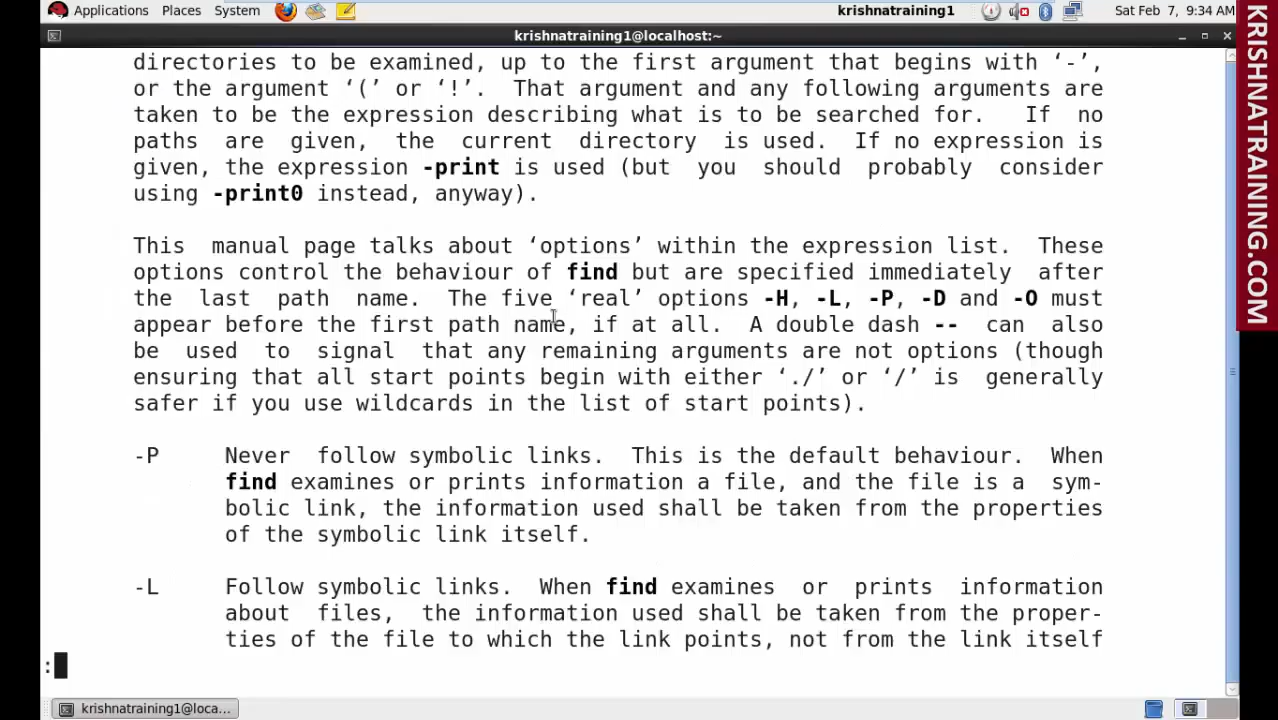 Applications Places System krishnatraining1 Sat Feb 7, 9:34 AM
krishnatraining1@localhost:~
directories to be examined, up to the first argument that begins with ‘-’,
or the argument ‘(’ or ‘!’. That argument and any following arguments are
taken to be the expression describing what is to be searched for. If no
paths are given, the current directory is used. If no expression is
given, the expression -print is used (but you should probably consider
using -print0 instead, anyway).
This manual page talks about ‘options’ within the expression list. These
options control the behaviour of find but are specified immediately after
the last path name. The five ‘real’ options -H, -L, -P, -D and -O must
appear before the first path name, if at all. A double dash -- can also
be used to signal that any remaining arguments are not options (though
ensuring that all start points begin with either ‘./’ or ‘/’ is generally
safer if you use wildcards in the list of start points).
-P Never follow symbolic links. This is the default behaviour. When
find examines or prints information a file, and the file is a sym-
bolic link, the information used shall be taken from the properties
of the symbolic link itself.
-L Follow symbolic links. When find examines or prints information
about files, the information used shall be taken from the proper-
ties of the file to which the link points, not from the link itself
:
krishnatraining1@loca...
KRISHNATRAINING.COM